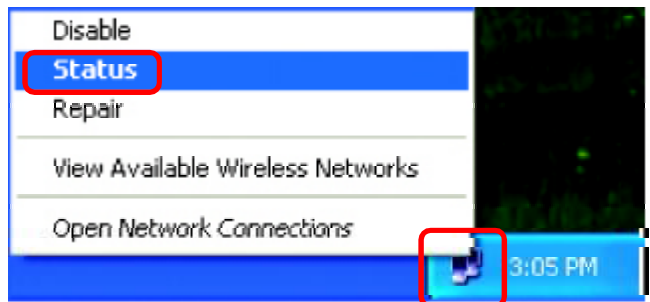 Disable
Status
Repair
View Available Wireless Networks
Open Network Connections
3:05 PM